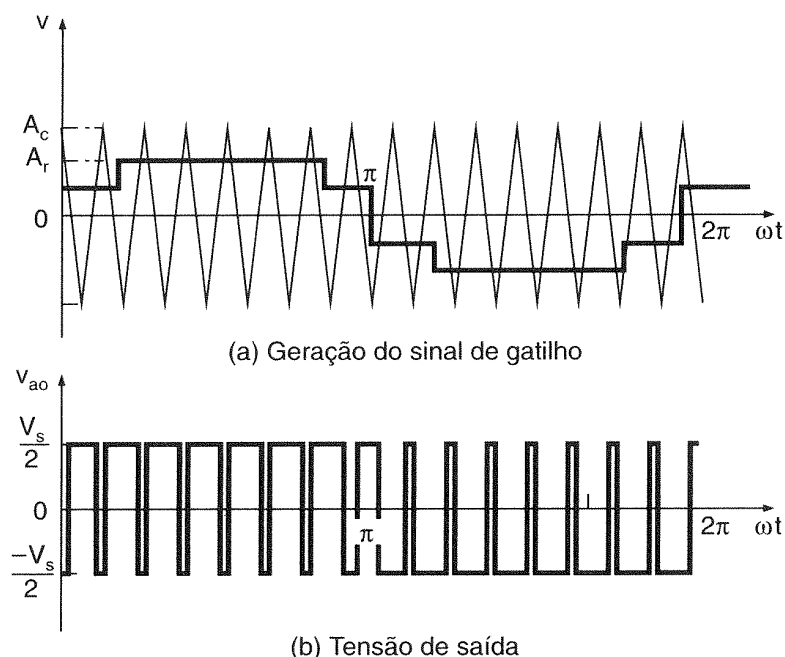 v
A_c
A_r
π
0
2π ωt
(a) Geração do sinal de gatilho
v_ao
V_s/2
0
π
2π ωt
−V_s/2
(b) Tensão de saída